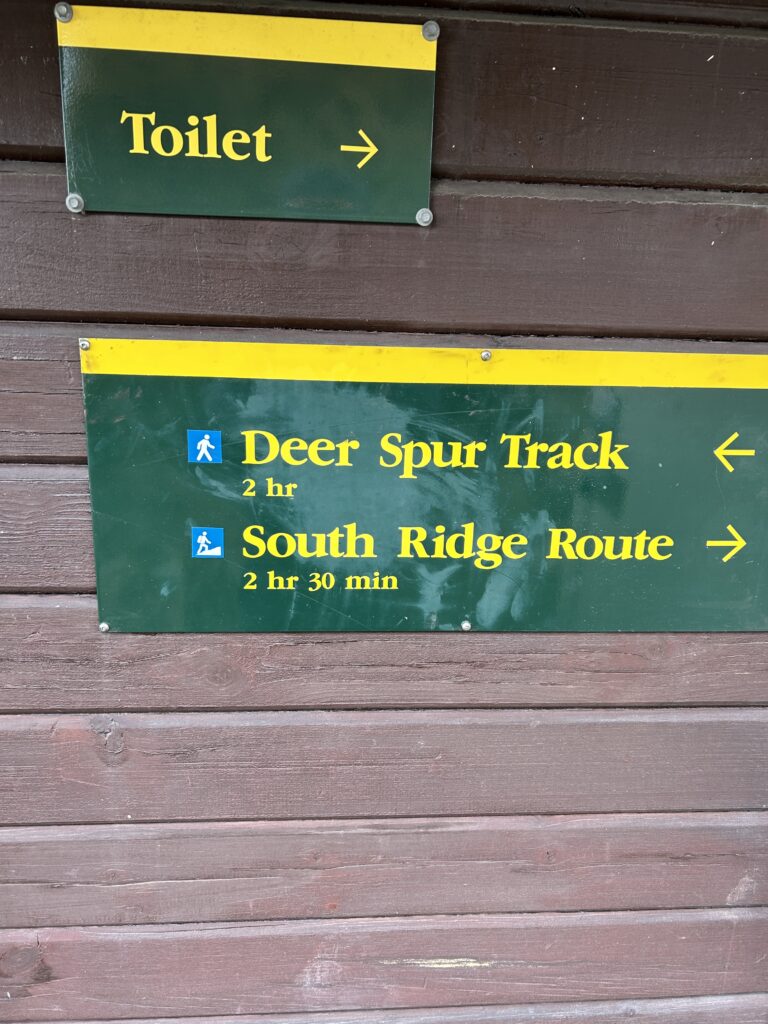 Toilet →
Deer Spur Track ←
2 hr
South Ridge Route →
2 hr 30 min